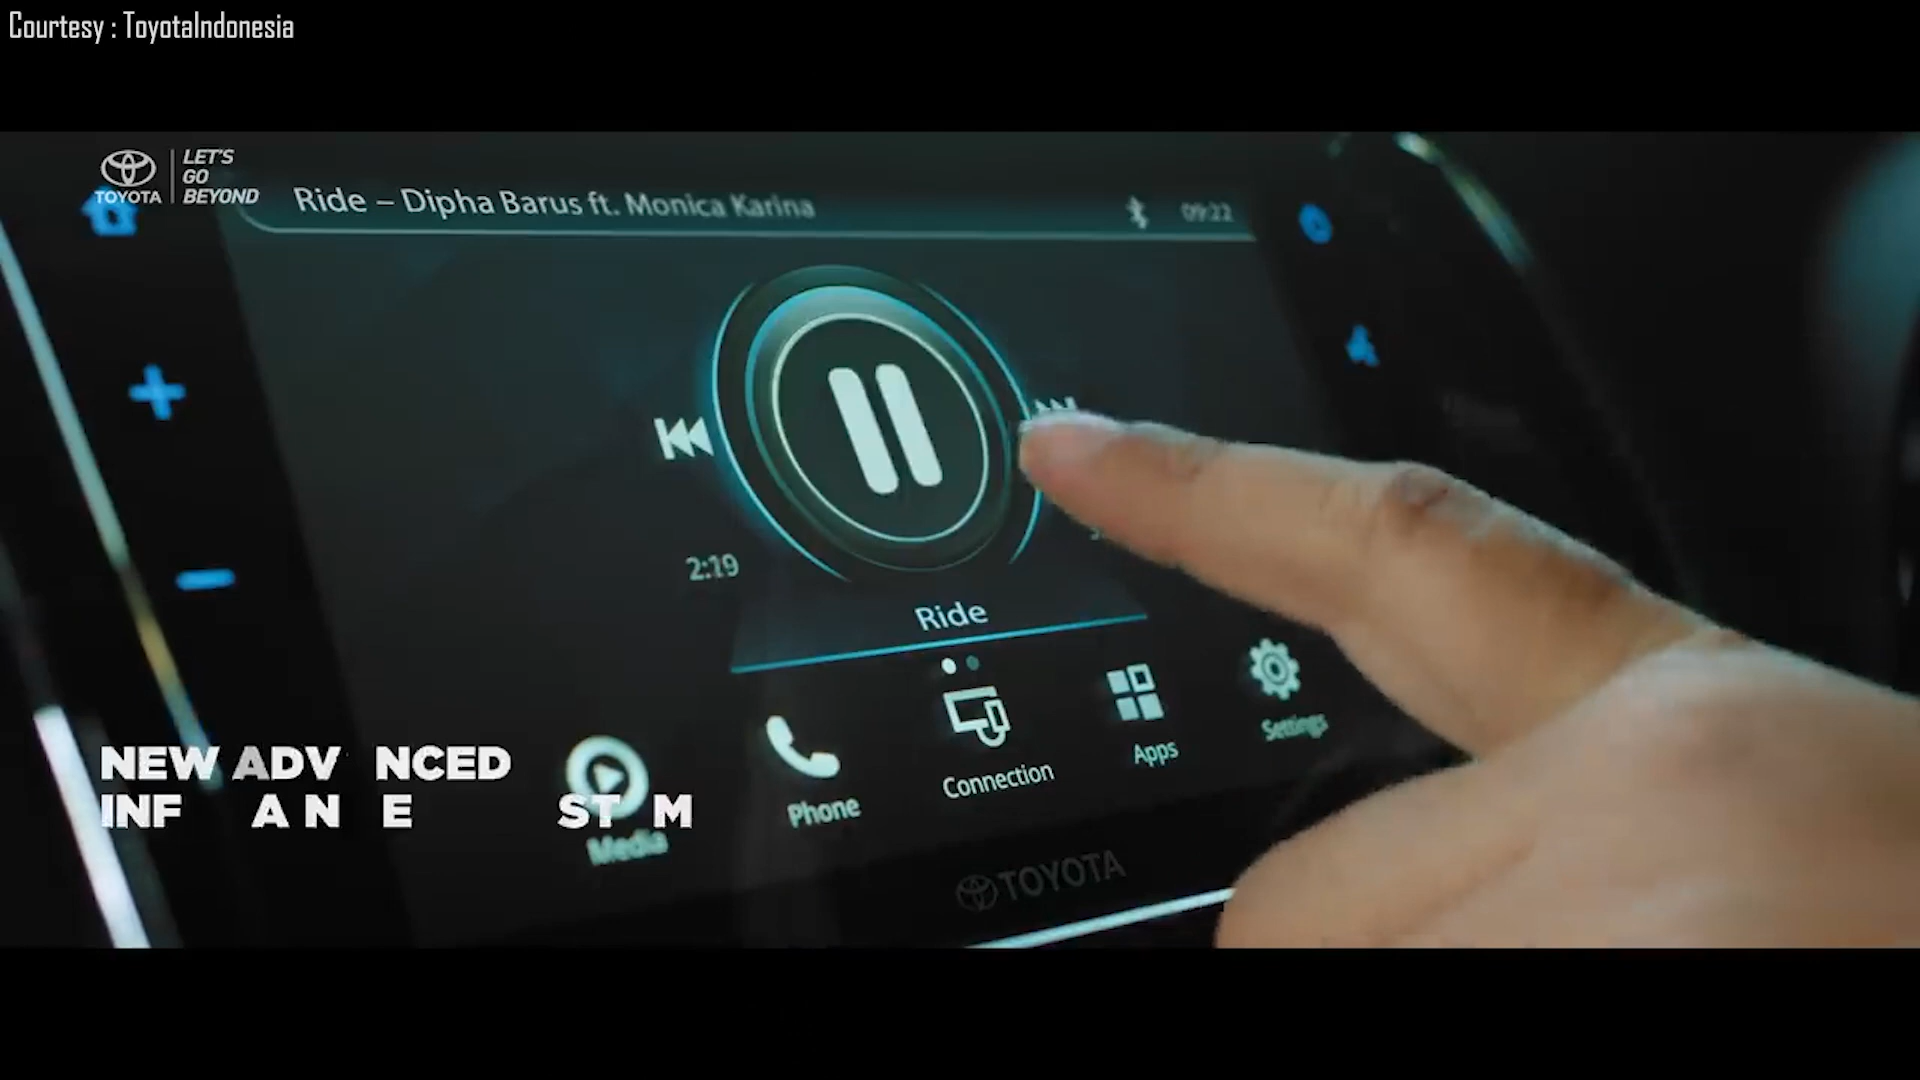 Courtesy : ToyotaIndonesia
TOYOTA
LET'S
GO
BEYOND
Ride – Dipha Barus ft. Monica Karina
09:22
2:19
Ride
Media
Phone
Connection
Apps
Settings
NEW ADV NCED
INF A N E ST M
TOYOTA